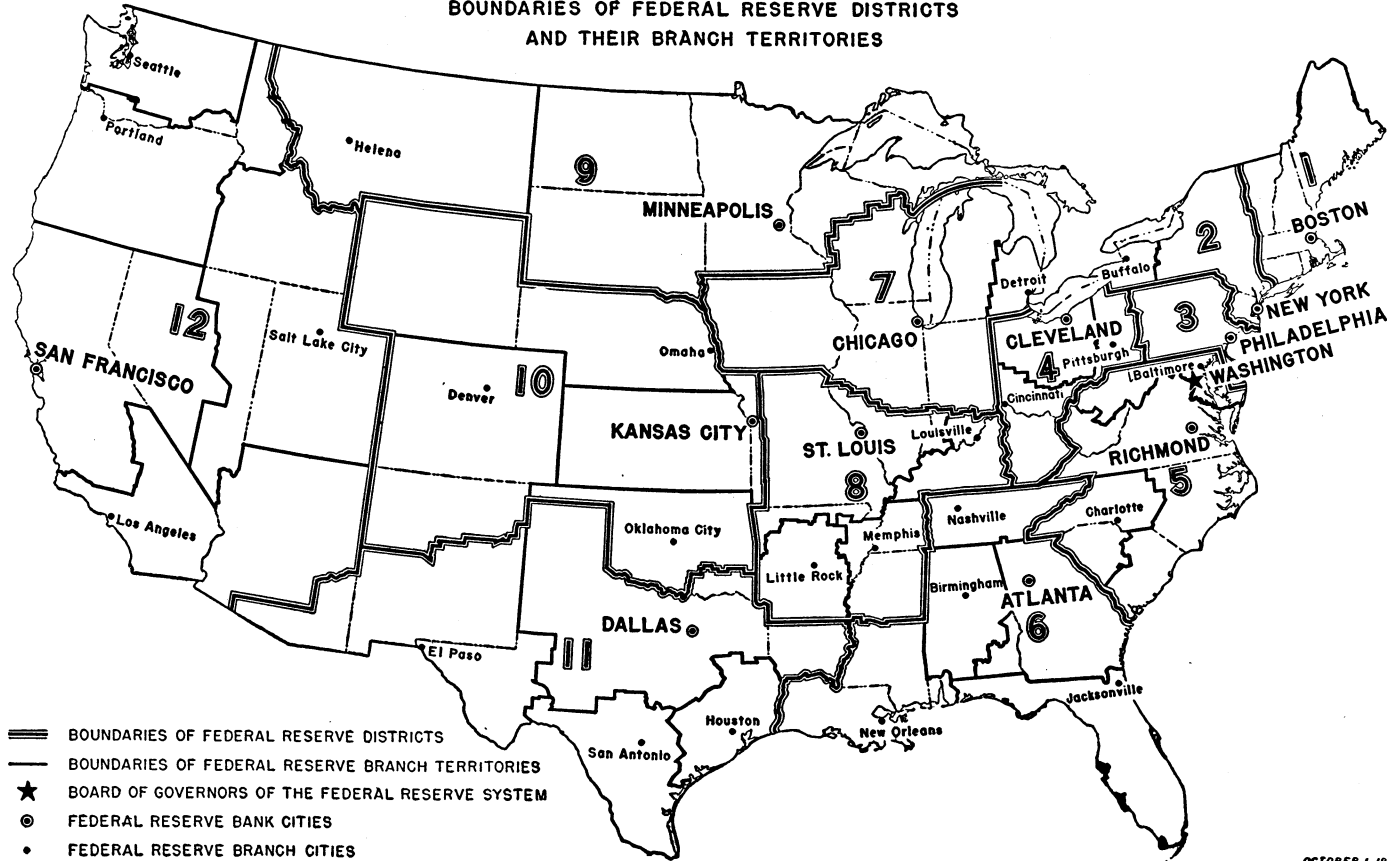 BOUNDARIES OF FEDERAL RESERVE DISTRICTS
AND THEIR BRANCH TERRITORIES
Seattle
Portland
Helena
9
MINNEAPOLIS
1
BOSTON
2
Buffalo
Detroit
7
CHICAGO
NEW YORK
3
PHILADELPHIA
CLEVELAND
4
Pittsburgh
WASHINGTON
Baltimore
Cincinnati
12
SAN FRANCISCO
Salt Lake City
Omaha
Denver
10
KANSAS CITY
ST. LOUIS
8
Louisville
RICHMOND
5
Los Angeles
Oklahoma City
Nashville
Charlotte
Memphis
Little Rock
Birmingham
ATLANTA
6
DALLAS
11
El Paso
Houston
San Antonio
New Orleans
Jacksonville
BOUNDARIES OF FEDERAL RESERVE DISTRICTS
BOUNDARIES OF FEDERAL RESERVE BRANCH TERRITORIES
BOARD OF GOVERNORS OF THE FEDERAL RESERVE SYSTEM
FEDERAL RESERVE BANK CITIES
FEDERAL RESERVE BRANCH CITIES